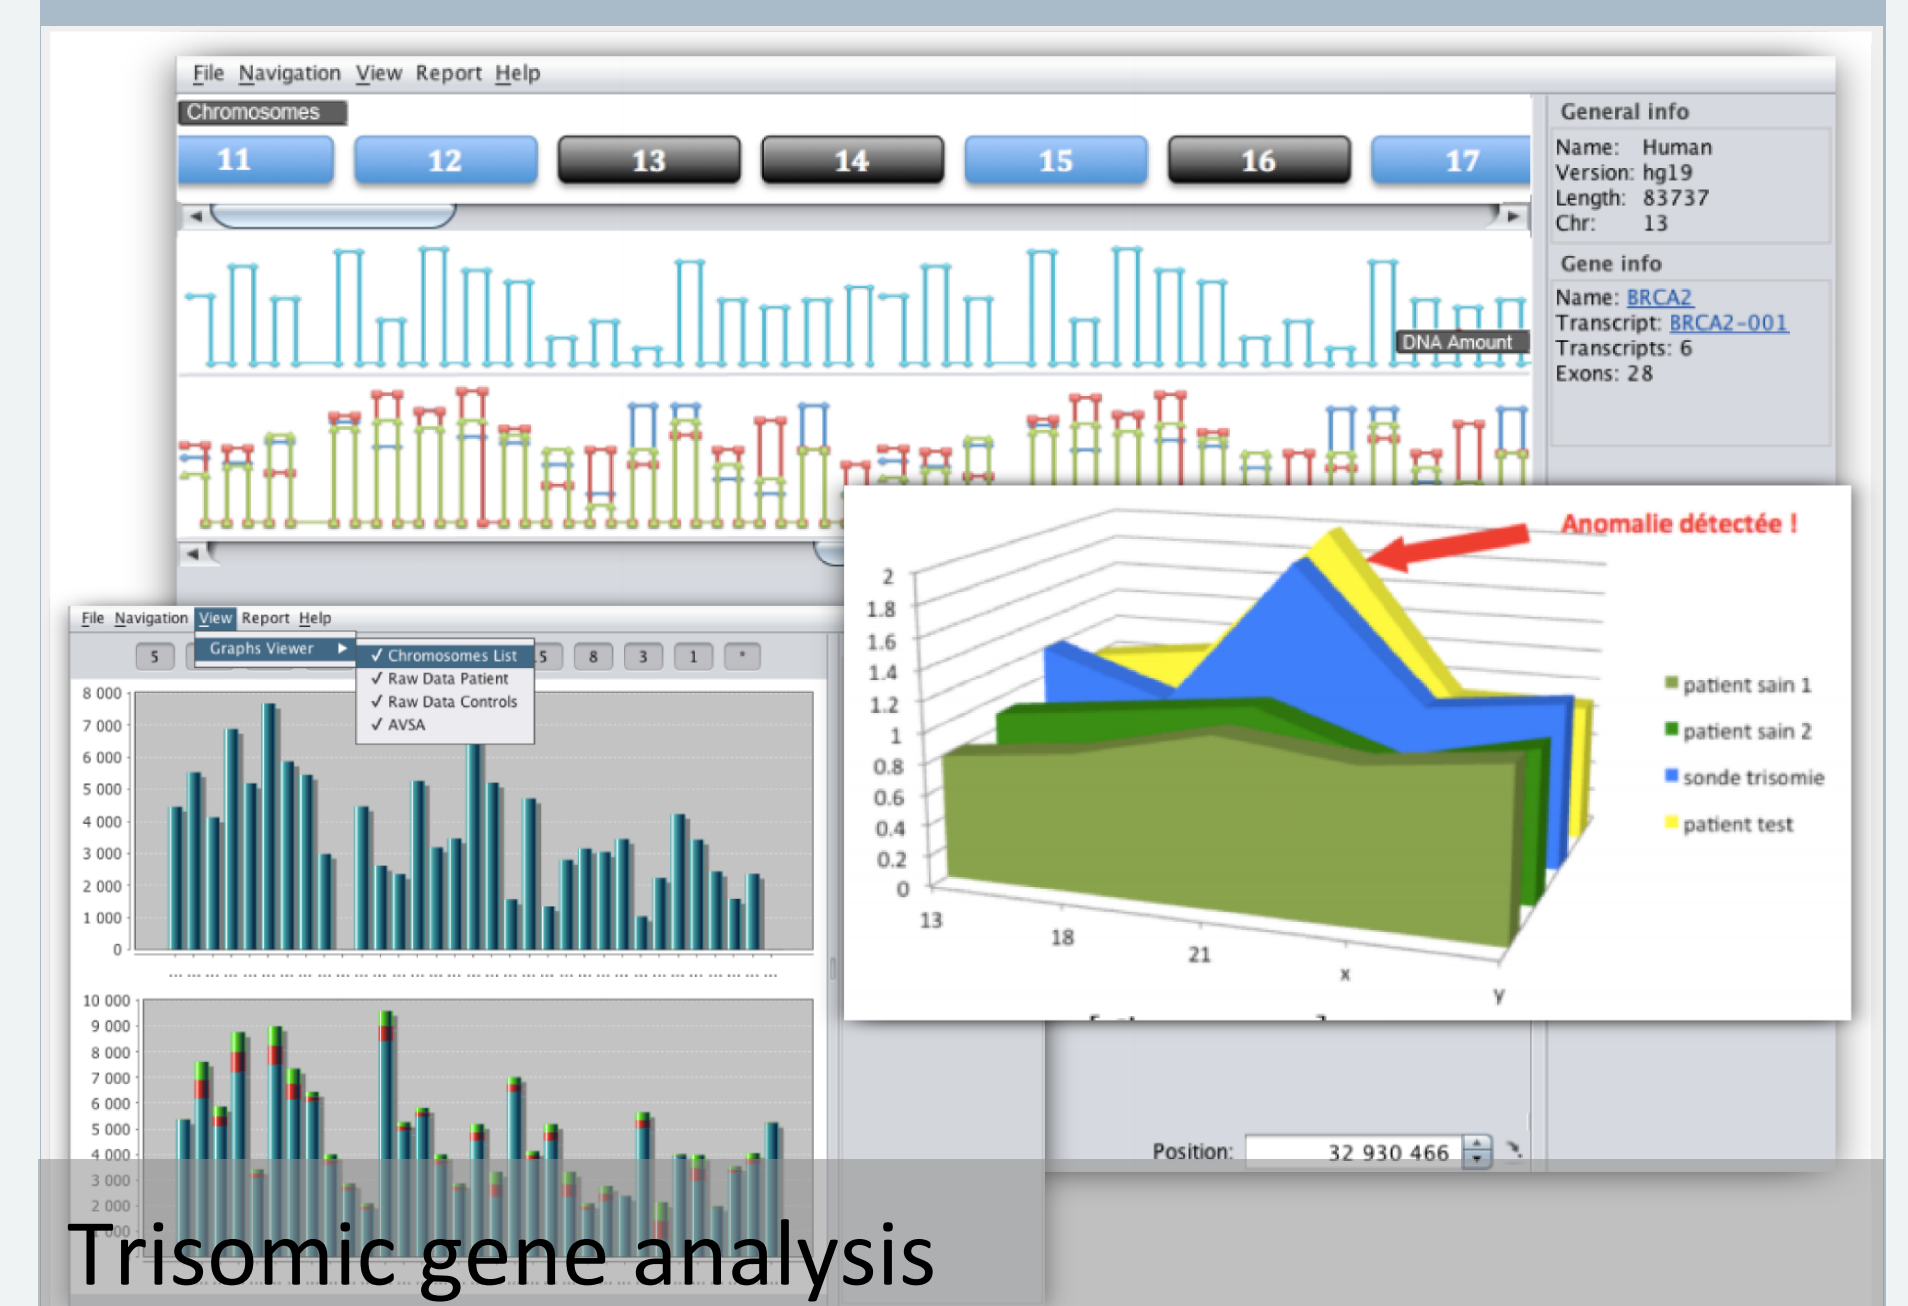 File Navigation View Report Help
Chromosomes
11 12 13 14 15 16 17
General info
Name: Human
Version: hg19
Length: 83737
Chr: 13
Gene info
Name: BRCA2
Transcript: BRCA2-001
Transcripts: 6
Exons: 28
DNA Amount
Anomalie détectée !
2
1.8
1.6
1.4
1.2
1
0.8
0.6
0.4
0.2
0
13
18
21
x
y
patient sain 1
patient sain 2
sonde trisomie
patient test
File Navigation View Report Help
Graphs Viewer
✓ Chromosomes List
✓ Raw Data Patient
✓ Raw Data Controls
✓ AVSA
5 5 8 3 1 *
8 000
7 000
6 000
5 000
4 000
3 000
2 000
1 000
0
... ... ... ... ... ... ... ... ... ... ... ... ... ... ... ... ... ... ... ... ... ... ... ... ... ... ... ... ... ... ... ... ...
10 000
9 000
8 000
7 000
6 000
5 000
4 000
3 000
2 000
Position: 32 930 466
Trisomic gene analysis